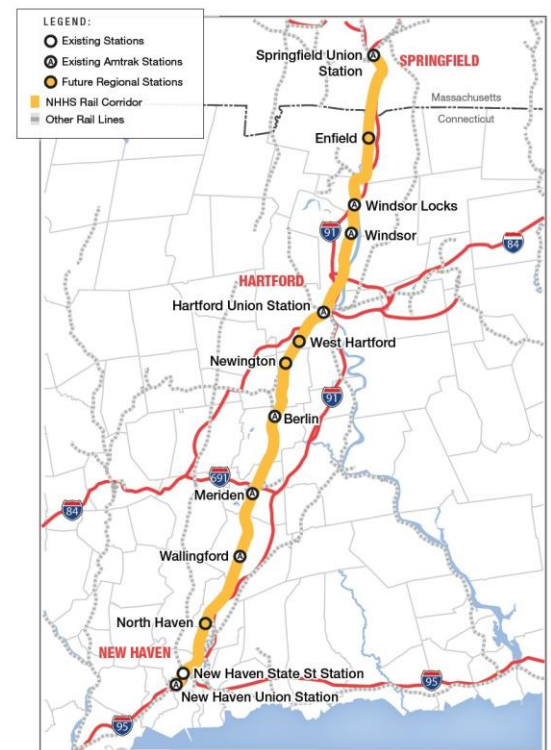 LEGEND:
Existing Stations
A Existing Amtrak Stations
Future Regional Stations
NHHS Rail Corridor
Other Rail Lines
Springfield Union
Station
A
SPRINGFIELD
Massachusetts
Connecticut
Enfield
A Windsor Locks
91
A Windsor
84
HARTFORD
Hartford Union Station A
West Hartford
Newington
91
A Berlin
691
Meriden A
84
Wallingford A
North Haven
NEW HAVEN
New Haven State St Station
A
New Haven Union Station
95
95